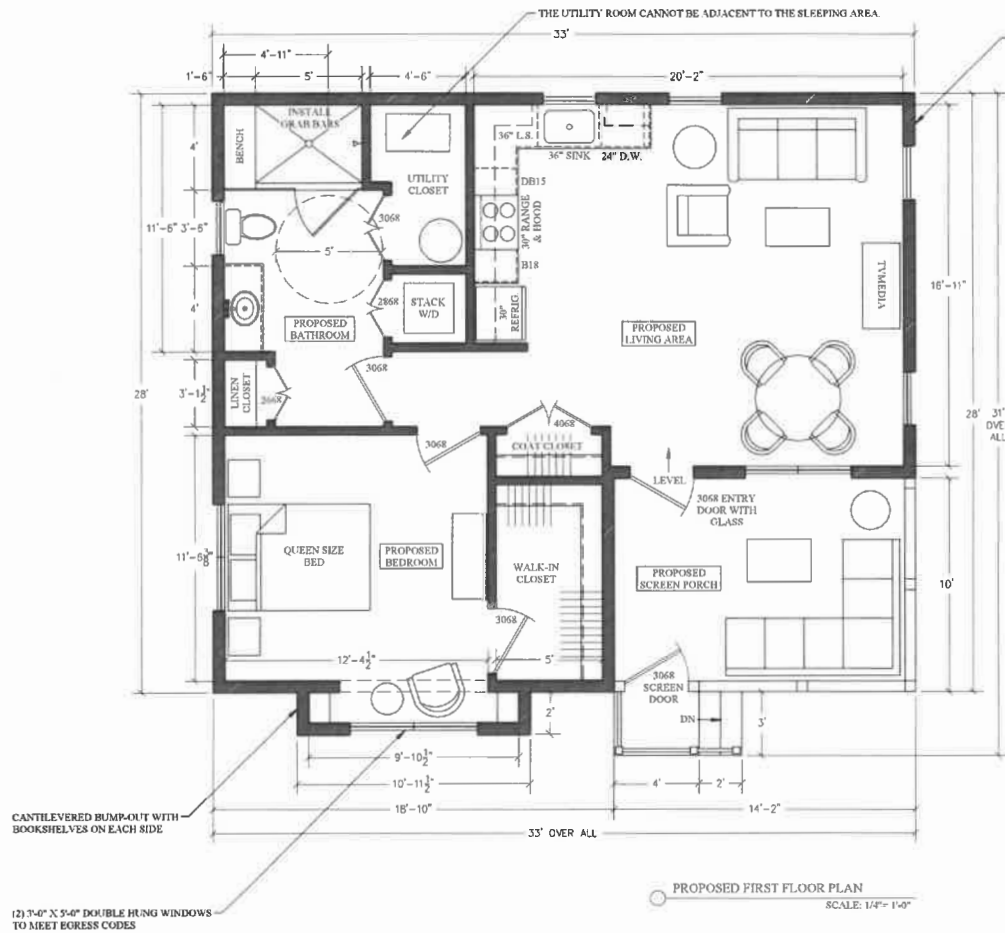 THE UTILITY ROOM CANNOT BE ADJACENT TO THE SLEEPING AREA.
33'
4'-11"
1'-6"
5'
4'-6"
20'-2"
INSTALL
GRAB BARS
BENCH
4'
UTILITY
CLOSET
36" L.S.
36" SINK
24" D.W.
DB15
30" RANGE
& HOOD
B18
30"
REFRIG
3068
11'-6"
3'-6"
5'
4'
2868
STACK
W/D
PROPOSED
BATHROOM
PROPOSED
LIVING AREA
TV/MEDIA
16'-11"
3068
LINEN
CLOSET
2668
3'-1½"
28'
28'
31'
OVER
ALL
3068
4068
COAT CLOSET
LEVEL
3068 ENTRY
DOOR WITH
GLASS
QUEEN SIZE
BED
PROPOSED
BEDROOM
11'-6⅜"
WALK-IN
CLOSET
PROPOSED
SCREEN PORCH
10'
3068
12'-4½"
5'
3068
SCREEN
DOOR
DN
2'
3'
9'-10½"
4'
2'
10'-11½"
18'-10"
14'-2"
CANTILEVERED BUMP-OUT WITH
BOOKSHELVES ON EACH SIDE
33' OVER ALL
PROPOSED FIRST FLOOR PLAN
SCALE: 1/4"= 1'-0"
(2) 3'-0" X 5'-0" DOUBLE HUNG WINDOWS
TO MEET EGRESS CODES